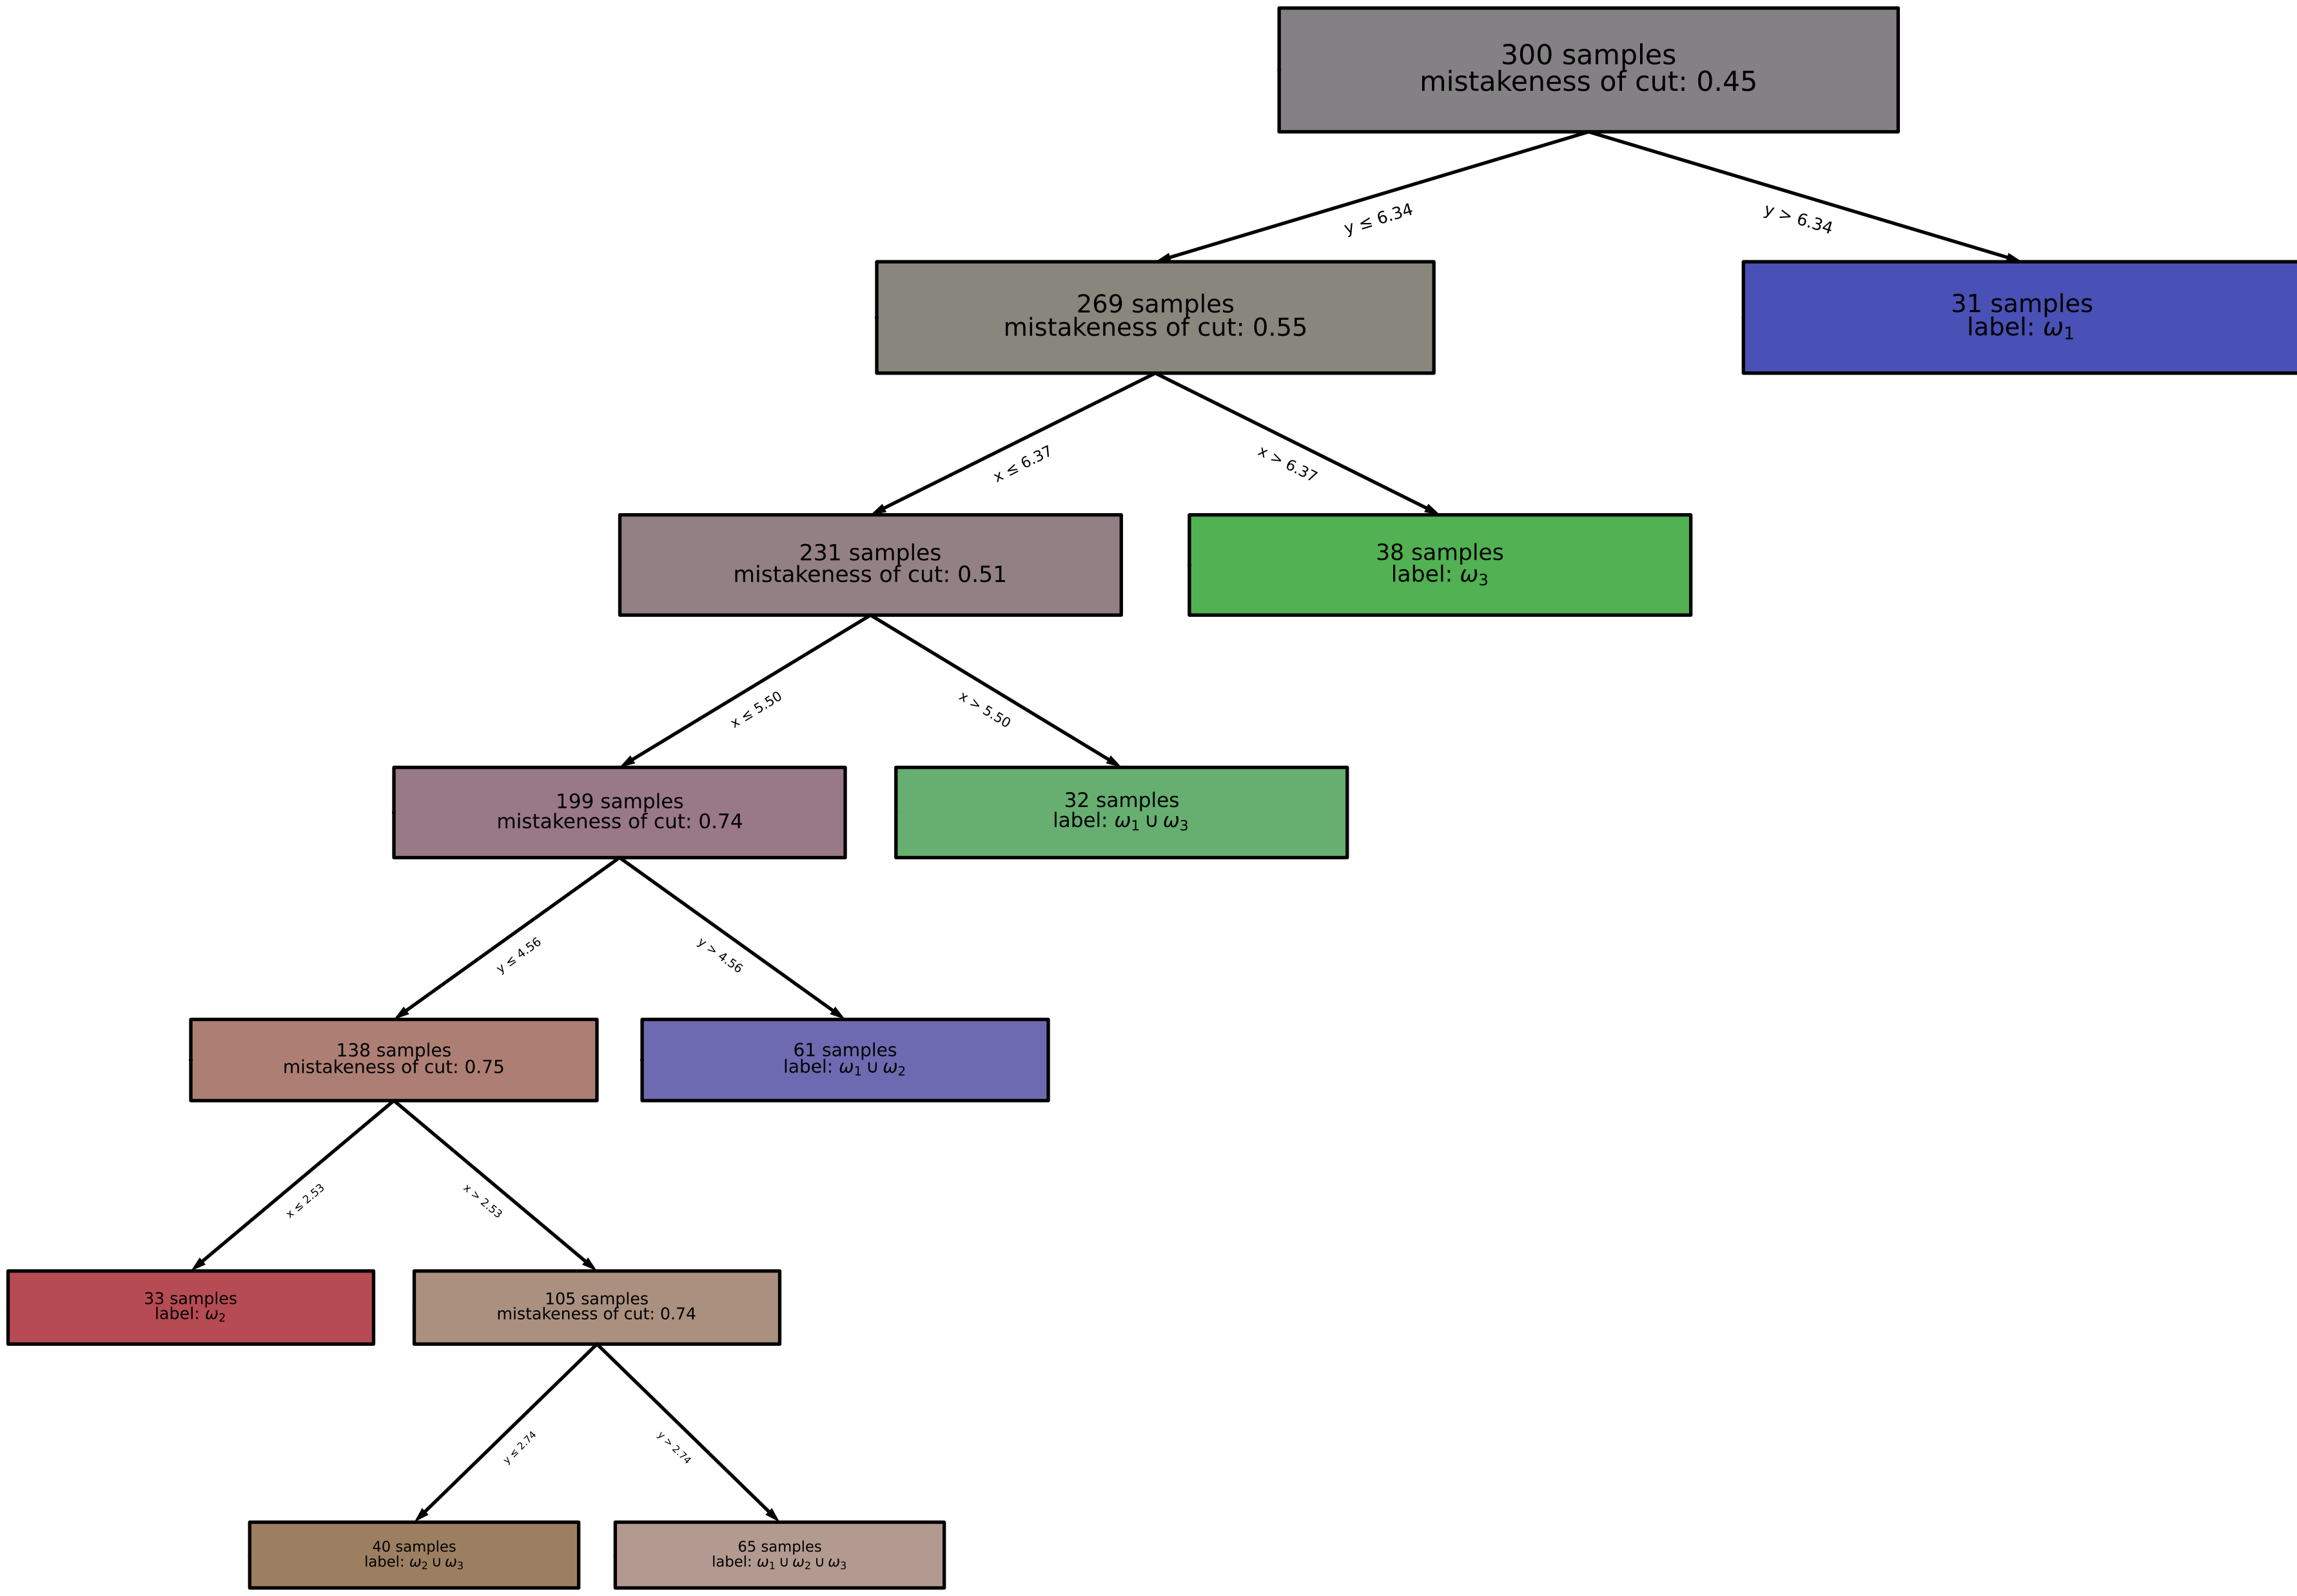 300 samples
mistakeness of cut: 0.45
y ≤ 6.34
y > 6.34
269 samples
mistakeness of cut: 0.55
31 samples
label: ω₁
x ≤ 6.37
x > 6.37
231 samples
mistakeness of cut: 0.51
38 samples
label: ω₃
x ≤ 5.50
x > 5.50
199 samples
mistakeness of cut: 0.74
32 samples
label: ω₁ ∪ ω₃
y ≤ 4.56
y > 4.56
138 samples
mistakeness of cut: 0.75
61 samples
label: ω₁ ∪ ω₂
x ≤ 2.53
x > 2.53
33 samples
label: ω₂
105 samples
mistakeness of cut: 0.74
y ≤ 2.74
y > 2.74
40 samples
label: ω₂ ∪ ω₃
65 samples
label: ω₁ ∪ ω₂ ∪ ω₃